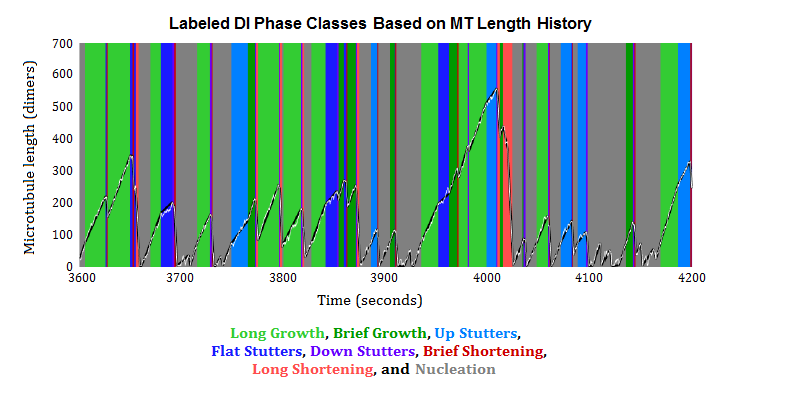 Labeled DI Phase Classes Based on MT Length History
Microtubule length (dimers)
700
600
500
400
300
200
100
0
3600 3700 3800 3900 4000 4100 4200
Time (seconds)
Long Growth, Brief Growth, Up Stutters,
Flat Stutters, Down Stutters, Brief Shortening,
Long Shortening, and Nucleation